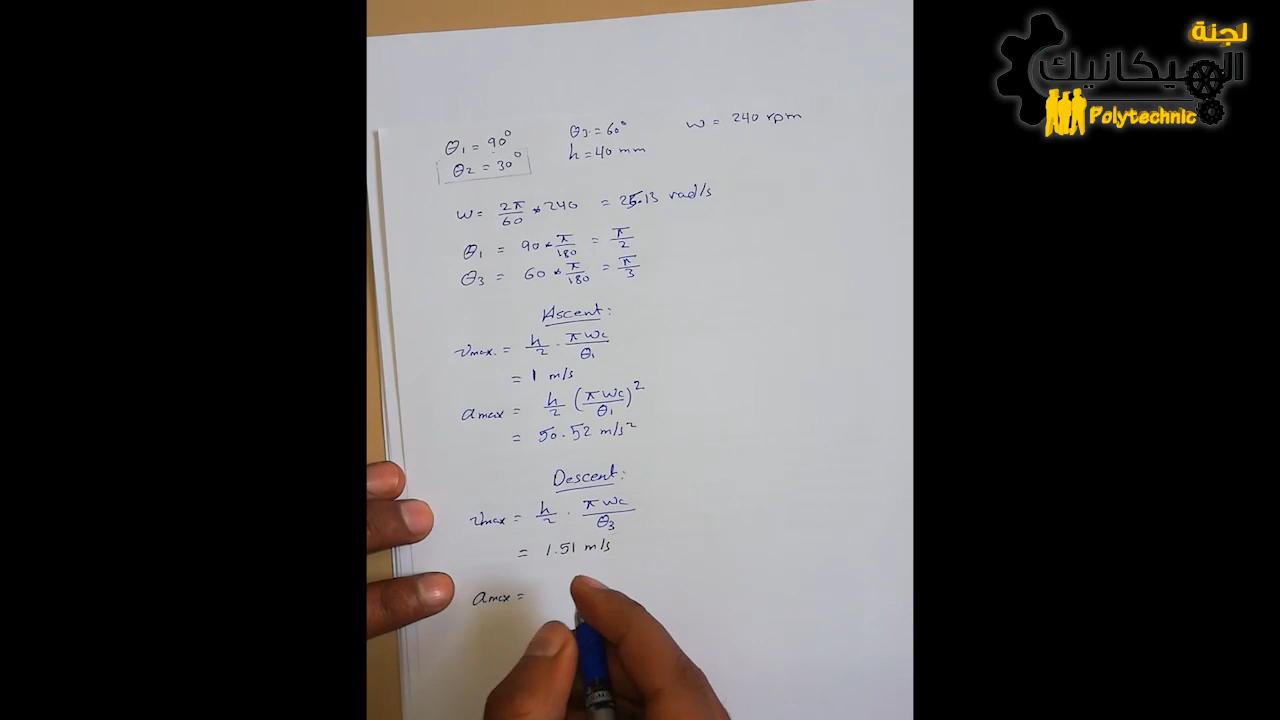 لجنة
الميكانيك
Polytechnic
θ1 = 90° θ3 = 60° ω = 240 rpm
θ2 = 30° h = 40 mm
ω = 2π/60 * 240 = 25.13 rad/s
θ1 = 90 * π/180 = π/2
θ3 = 60 * π/180 = π/3
Ascent:
vmax. = h/2 · πωc/θ1
= 1 m/s
amax = h/2 (πωc/θ1)²
= 50.52 m/s²
Descent:
vmax = h/2 · πωc/θ3
= 1.51 m/s
amax =